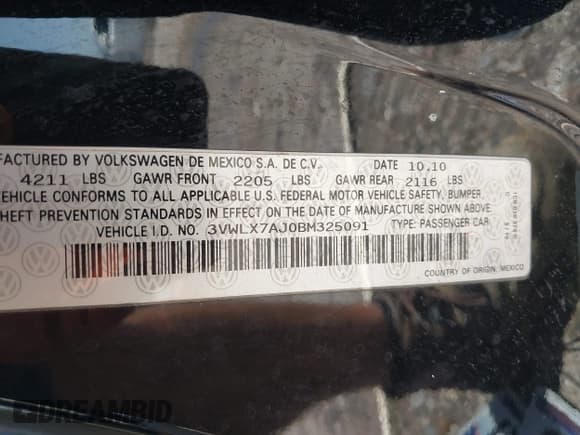 FACTURED BY VOLKSWAGEN DE MEXICO S.A. DE C.V. DATE 10.10
4211 LBS GAWR FRONT 2205 LBS GAWR REAR 2116 LBS
VEHICLE CONFORMS TO ALL APPLICABLE U.S. FEDERAL MOTOR VEHICLE SAFETY, BUMPER,
HEFT PREVENTION STANDARDS IN EFFECT ON THE DATE OF MANUFACTURE SHOWN ABOVE.
VEHICLE I.D. NO. 3VWLX7AJ0BM325091 TYPE: PASSENGER CAR
COUNTRY OF ORIGIN, MEXICO
DREAMBID